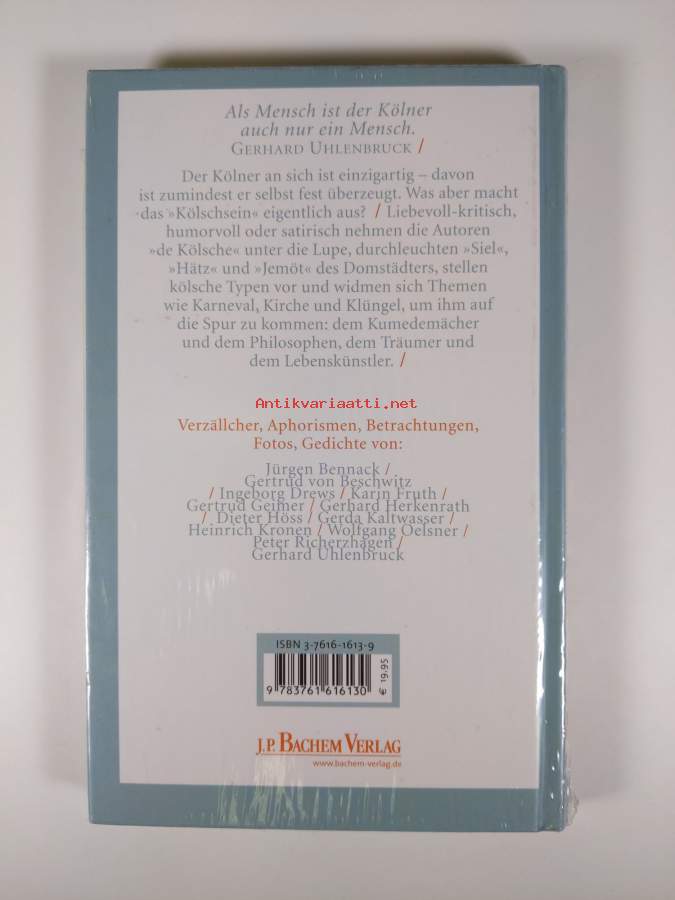 Als Mensch ist der Kölner
auch nur ein Mensch.
GERHARD UHLENBRUCK /
Der Kölner an sich ist einzigartig – davon
ist zumindest er selbst fest überzeugt. Was aber macht
das »Kölschsein« eigentlich aus? / Liebevoll-kritisch,
humorvoll oder satirisch nehmen die Autoren
»de Kölsche« unter die Lupe, durchleuchten »Siel«,
»Hätz« und »Jemöt« des Domstädters, stellen
kölsche Typen vor und widmen sich Themen
wie Karneval, Kirche und Klüngel, um ihm auf
die Spur zu kommen: dem Kumedemächer
und dem Philosophen, dem Träumer und
dem Lebenskünstler. /
Antikvariaatti.net
Verzällcher, Aphorismen, Betrachtungen,
Fotos, Gedichte von:
Jürgen Bennack /
Gertrud von Beschwitz
/ Ingeborg Drews / Karin Fruth /
Gertrud Geimer / Gerhard Herkenrath
/ Dieter Höss / Gerda Kaltwasser /
Heinrich Kronen / Wolfgang Oelsner /
Peter Richerzhagen /
Gerhard Uhlenbruck
ISBN 3-7616-1613-9
9 783761 616130
€ 19.95
J.P. BACHEM VERLAG
www.bachem-verlag.de